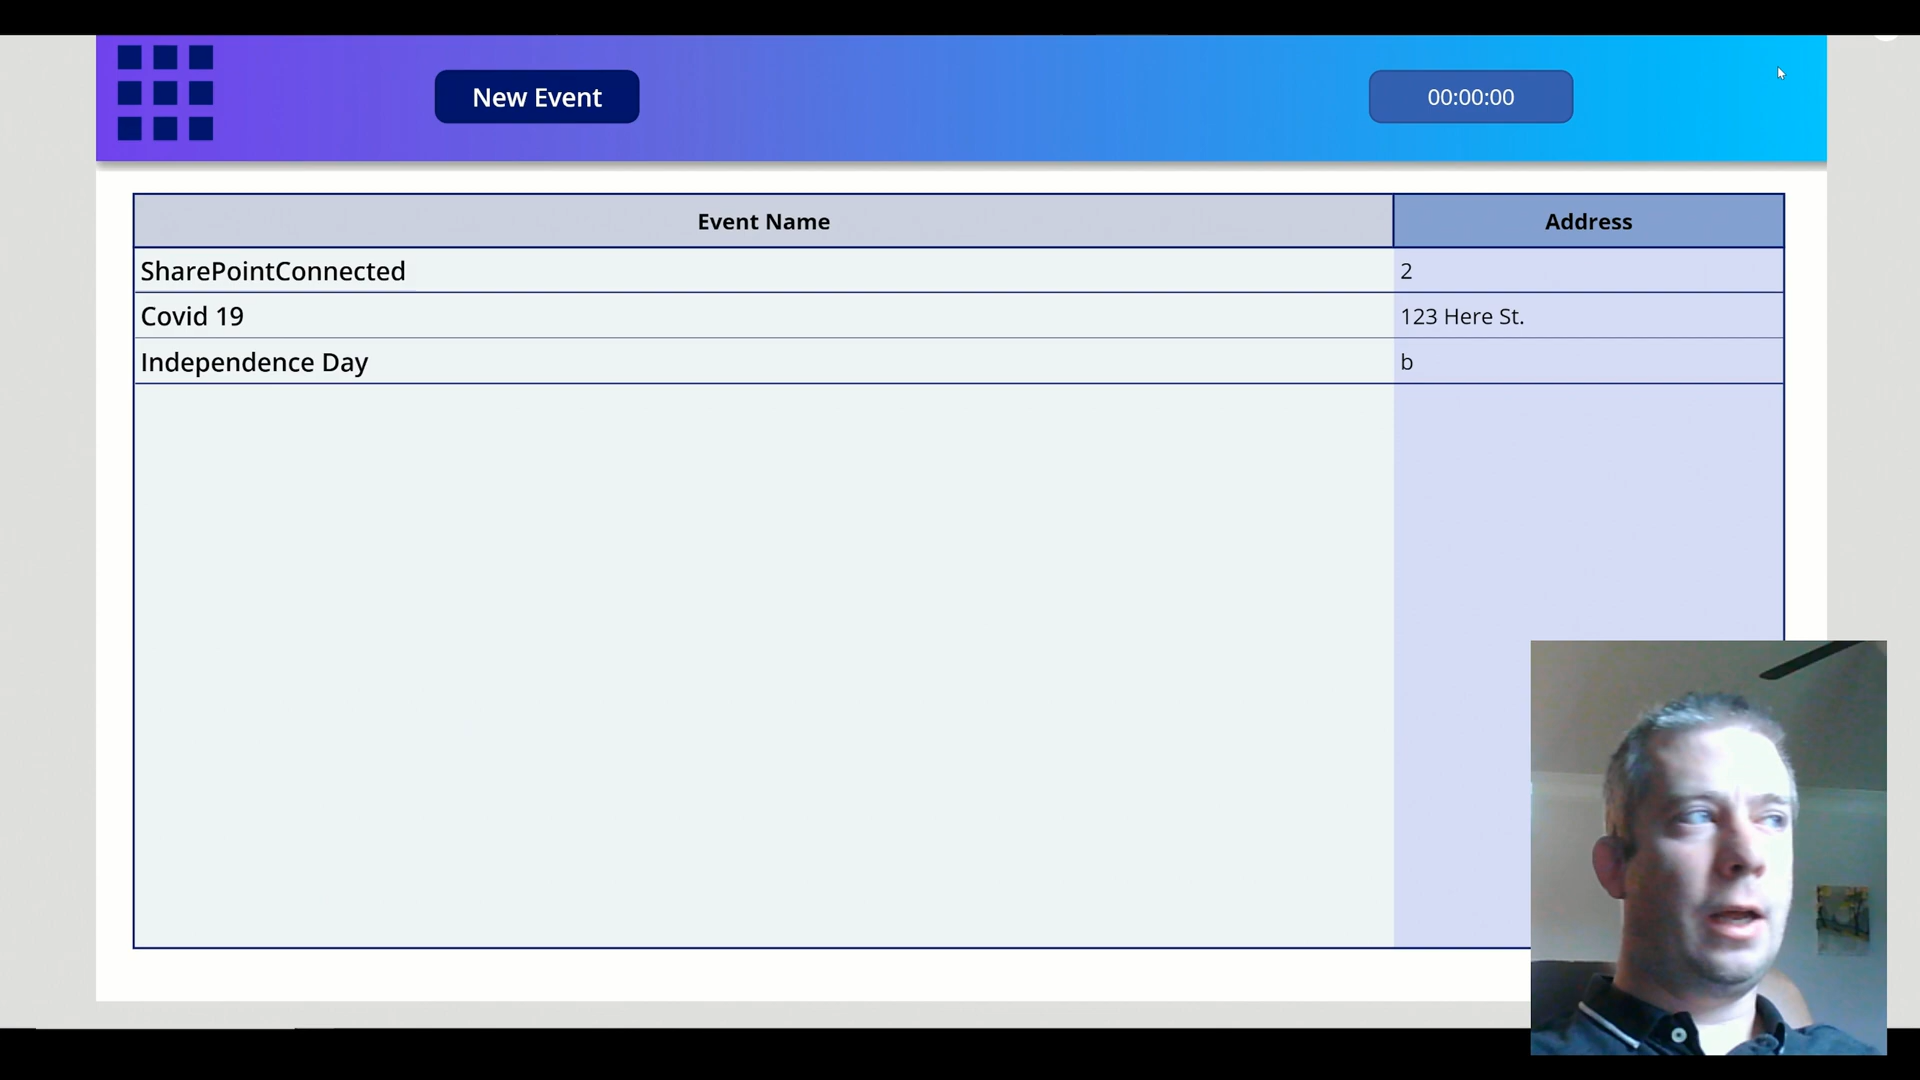 New Event
00:00:00
Event Name Address
SharePointConnected 2
Covid 19 123 Here St.
Independence Day b